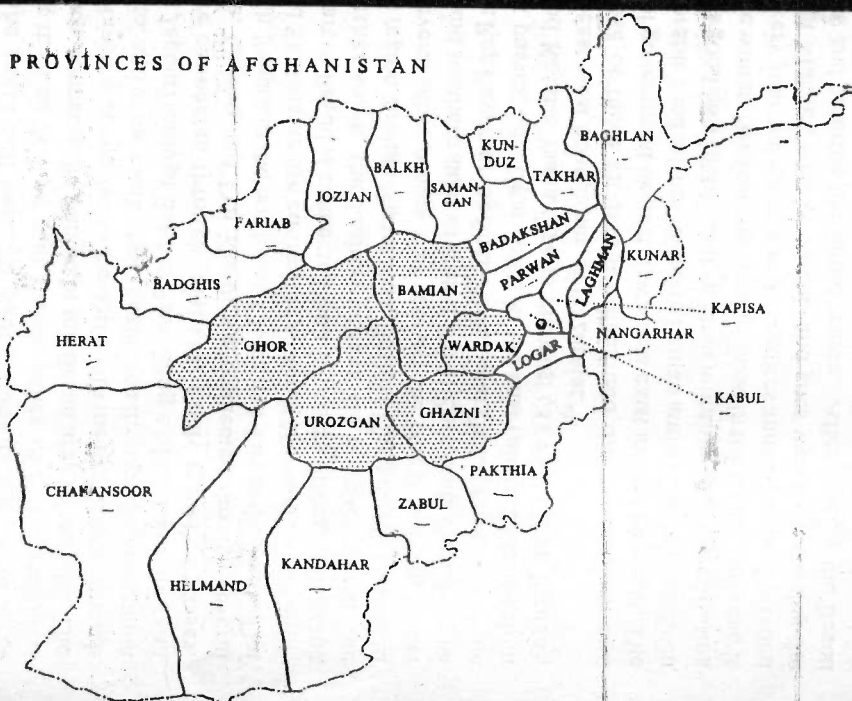 PROVINCES OF AFGHANISTAN
KUN-
DUZ
BAGHLAN
TAKHAR
BALKH
SAMAN-
GAN
JOZJAN
FARIAB
BADAKSHAN
PARWAN
LAGHMAN
KUNAR
BADGHIS
BAMIAN
KAPISA
HERAT
GHOR
WARDAK
NANGARHAR
LOGAR
KABUL
UROZGAN
GHAZNI
PAKTHIA
CHAKANSOOR
ZABUL
HELMAND
KANDAHAR